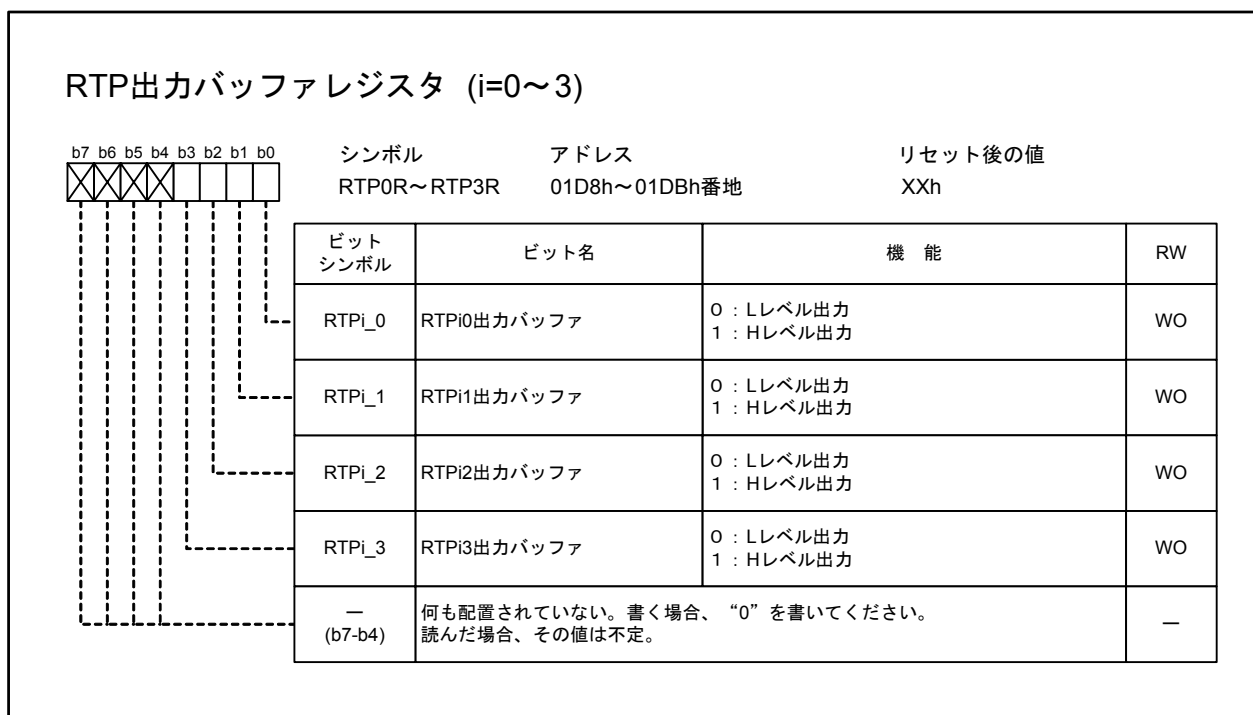 RTP出力バッファレジスタ (i=0～3)
b7 b6 b5 b4 b3 b2 b1 b0
シンボル アドレス リセット後の値
RTP0R～RTP3R 01D8h～01DBh番地 XXh
ビット
シンボル
ビット名
機 能
RW
RTPi_0
RTPi0出力バッファ
0 : Lレベル出力
1 : Hレベル出力
WO
RTPi_1
RTPi1出力バッファ
0 : Lレベル出力
1 : Hレベル出力
WO
RTPi_2
RTPi2出力バッファ
0 : Lレベル出力
1 : Hレベル出力
WO
RTPi_3
RTPi3出力バッファ
0 : Lレベル出力
1 : Hレベル出力
WO
―
(b7-b4)
何も配置されていない。書く場合、“0”を書いてください。
読んだ場合、その値は不定。
―